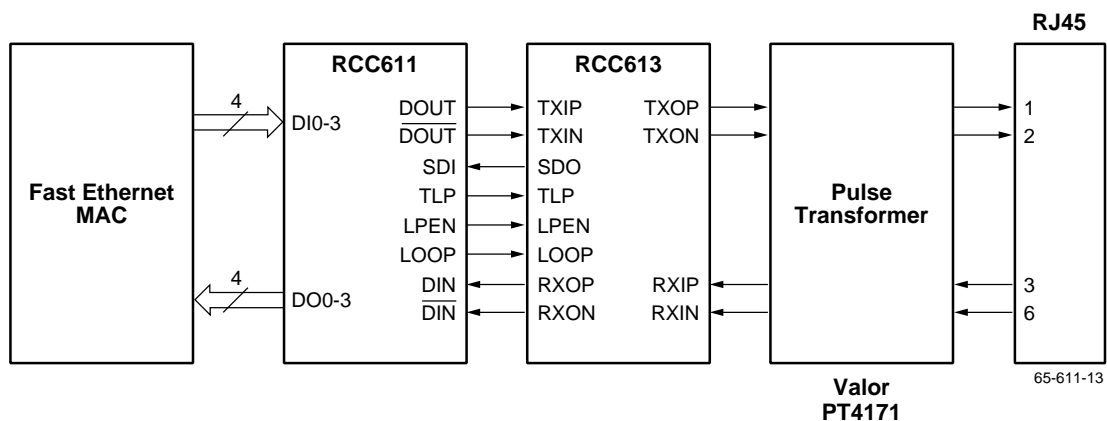 RJ45
RCC611
RCC613
4
DI0-3
DOUT
TXIP
TXOP
1
DOUT
TXIN
TXON
2
SDI
SDO
Fast Ethernet
MAC
TLP
TLP
Pulse
Transformer
LPEN
LPEN
LOOP
LOOP
4
DO0-3
DIN
RXOP
RXIP
3
DIN
RXON
RXIN
6
65-611-13
Valor
PT4171